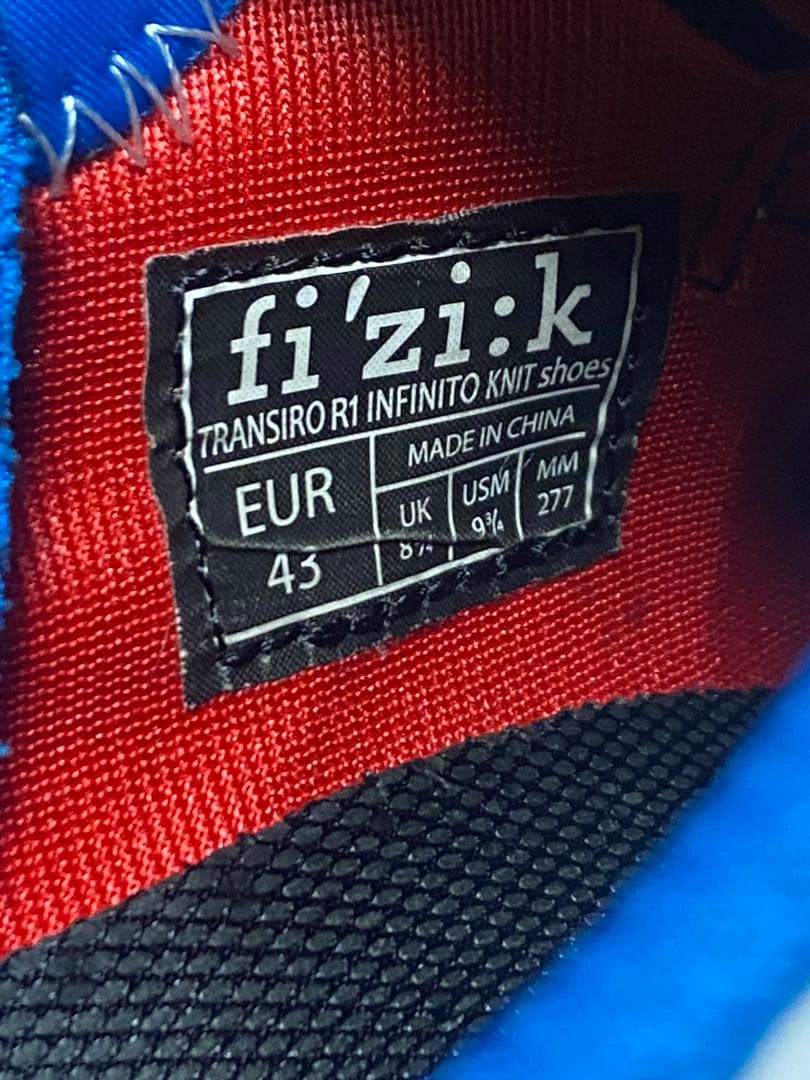 fi'zi:k
TRANSIRO R1 INFINITO KNIT shoes
MADE IN CHINA
EUR
UK
USM
MM
43
9¾
277